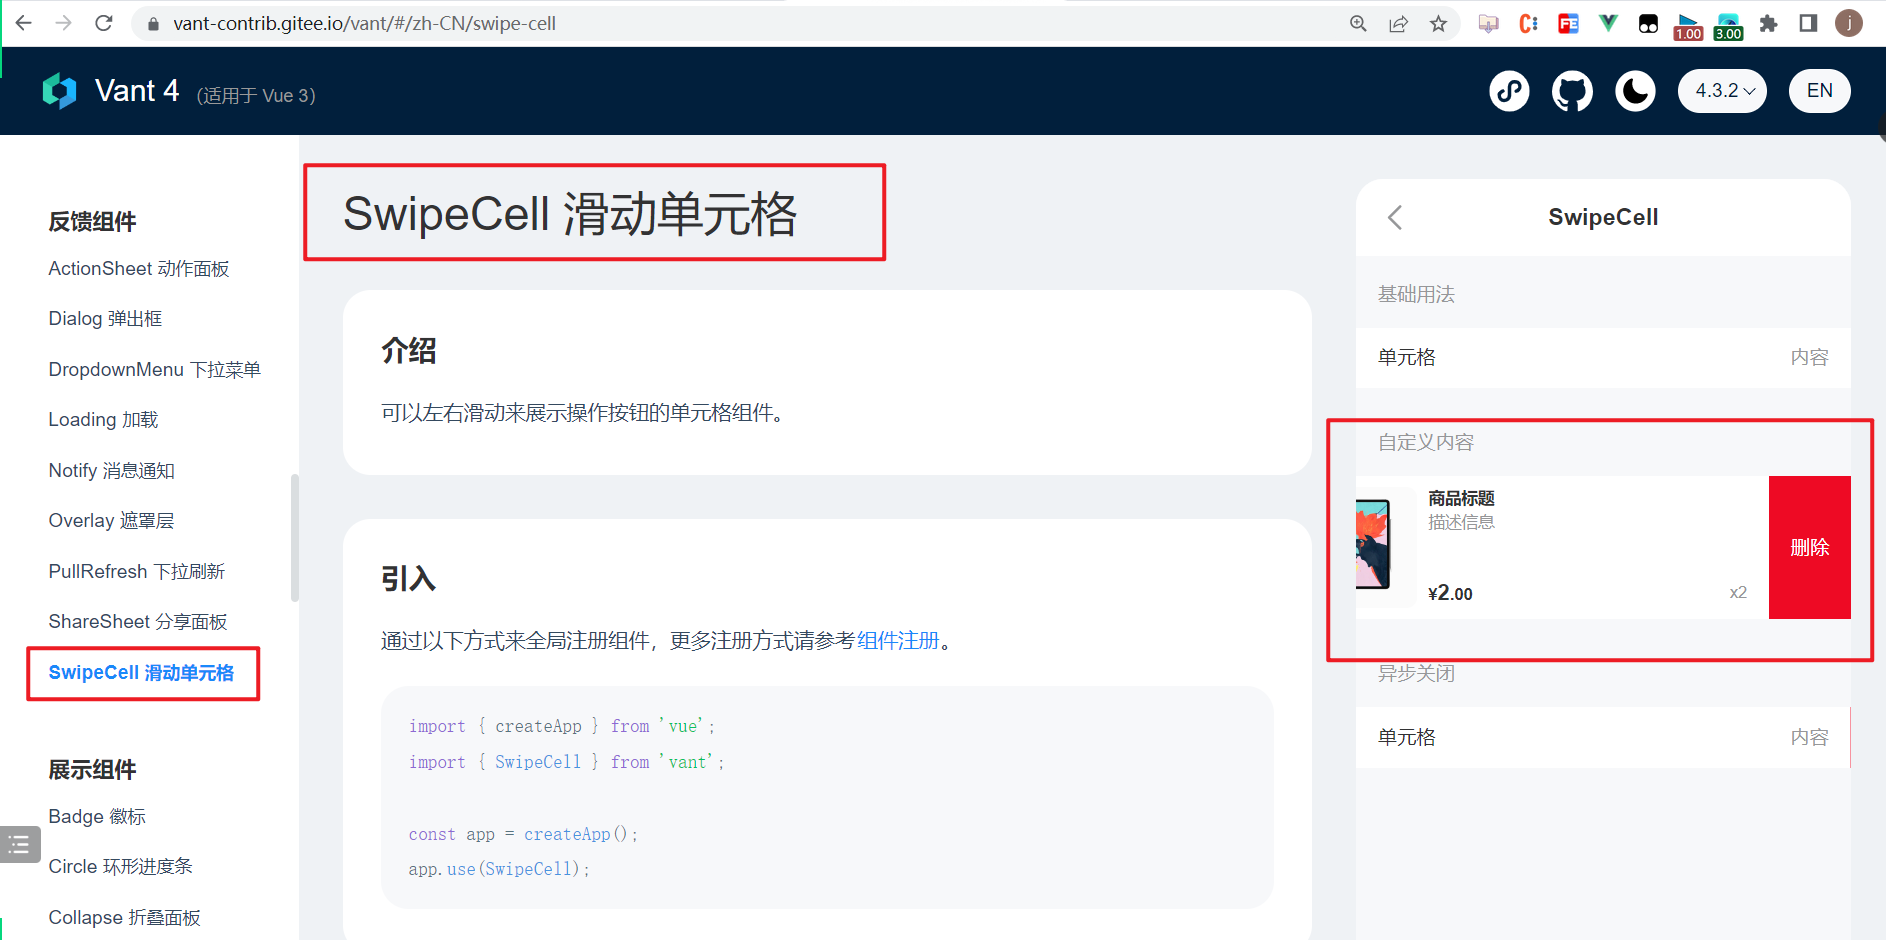 vant-contrib.gitee.io/vant/#/zh-CN/swipe-cell
1.00
3.00
j
Vant 4 (适用于 Vue 3)
4.3.2
EN
反馈组件
ActionSheet 动作面板
Dialog 弹出框
DropdownMenu 下拉菜单
Loading 加载
Notify 消息通知
Overlay 遮罩层
PullRefresh 下拉刷新
ShareSheet 分享面板
SwipeCell 滑动单元格
展示组件
Badge 徽标
Circle 环形进度条
Collapse 折叠面板
SwipeCell 滑动单元格
介绍
可以左右滑动来展示操作按钮的单元格组件。
引入
通过以下方式来全局注册组件，更多注册方式请参考组件注册。
import { createApp } from 'vue';
import { SwipeCell } from 'vant';
const app = createApp();
app.use(SwipeCell);
SwipeCell
基础用法
单元格 内容
自定义内容
商品标题
描述信息
¥2.00 x2
删除
异步关闭
单元格 内容